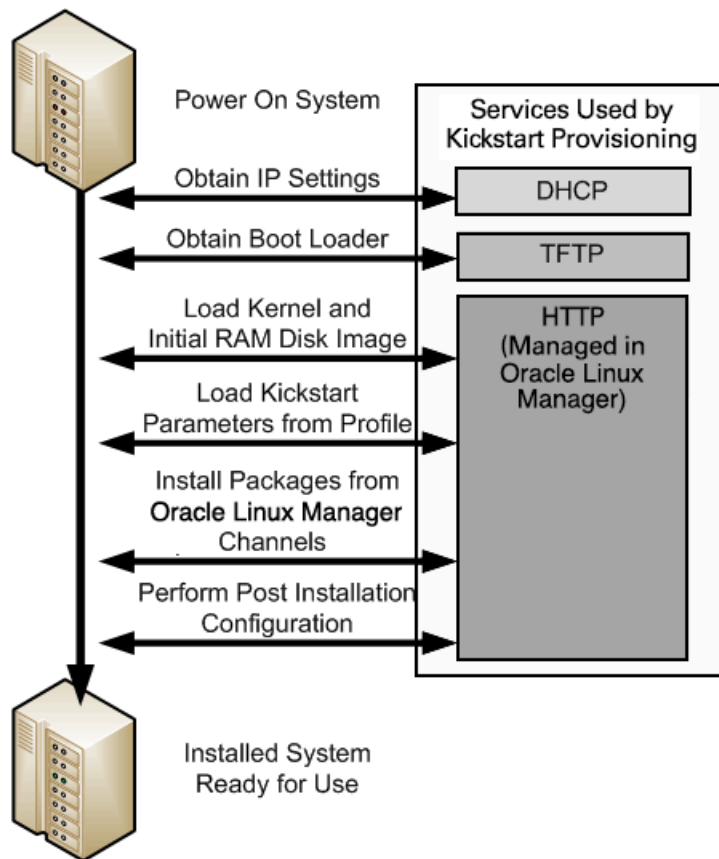 Power On System
Services Used by
Kickstart Provisioning
Obtain IP Settings
DHCP
Obtain Boot Loader
TFTP
Load Kernel and
Initial RAM Disk Image
HTTP
(Managed in
Oracle Linux
Manager)
Load Kickstart
Parameters from Profile
Install Packages from
Oracle Linux Manager
Channels
Perform Post Installation
Configuration
Installed System
Ready for Use